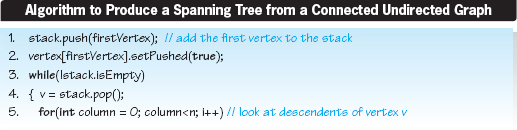 Algorithm to Produce a Spanning Tree from a Connected Undirected Graph
1. stack.push(firstVertex); // add the first vertex to the stack
2. vertex[firstVertex].setPushed(true);
3. while(!stack.isEmpty)
4. { v = stack.pop();
5. for(int column = 0; column<n; i++) // look at descendents of vertex v